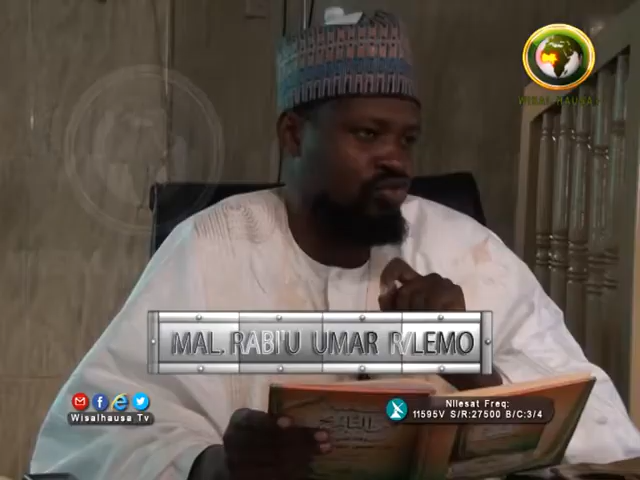 WISAL HAUSA
MAL. RABI'U UMAR R/LEMO
Wisalhausa Tv
Nilesat Freq:
11595V S/R:27500 B/C:3/4